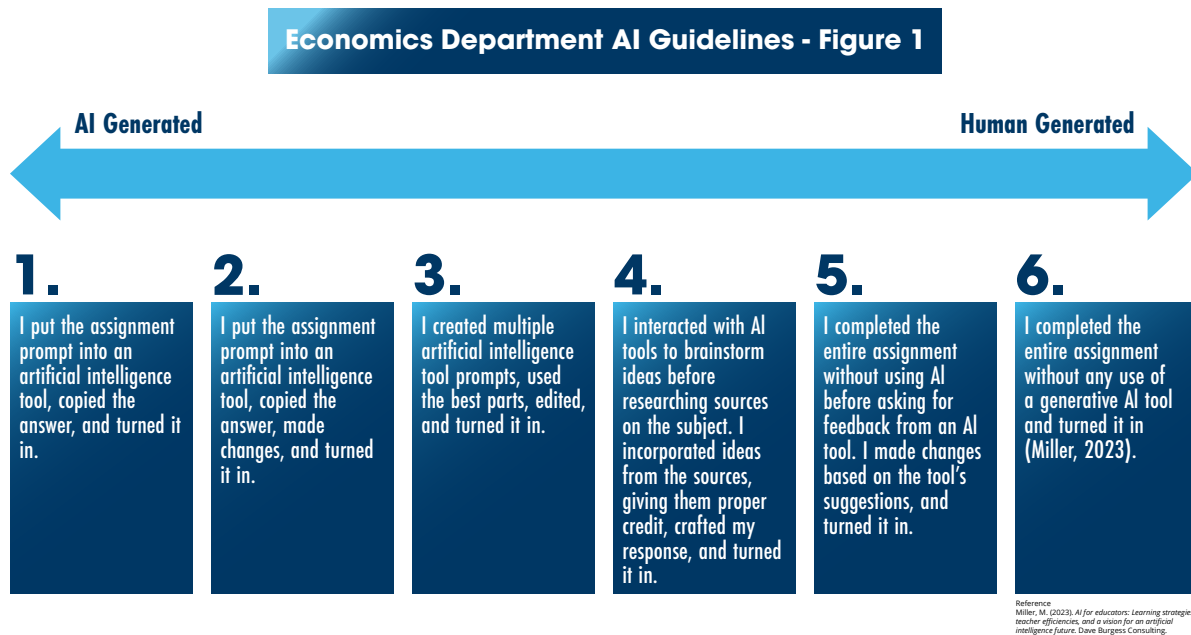 Economics Department AI Guidelines - Figure 1
AI Generated
Human Generated
1.
I put the assignment
prompt into an
artificial intelligence
tool, copied the
answer, and turned it
in.
2.
I put the assignment
prompt into an
artificial intelligence
tool, copied the
answer, made
changes, and turned
it in.
3.
I created multiple
artificial intelligence
tool prompts, used
the best parts, edited,
and turned it in.
4.
I interacted with AI
tools to brainstorm
ideas before
researching sources
on the subject. I
incorporated ideas
from the sources,
giving them proper
credit, crafted my
response, and turned
it in.
5.
I completed the
entire assignment
without using AI
before asking for
feedback from an AI
tool. I made changes
based on the tool's
suggestions, and
turned it in.
6.
I completed the
entire assignment
without any use of
a generative AI tool
and turned it in
(Miller, 2023).
Reference
Miller, M. (2023). AI for educators: Learning strategie
teacher efficiencies, and a vision for an artificial
intelligence future. Dave Burgess Consulting.